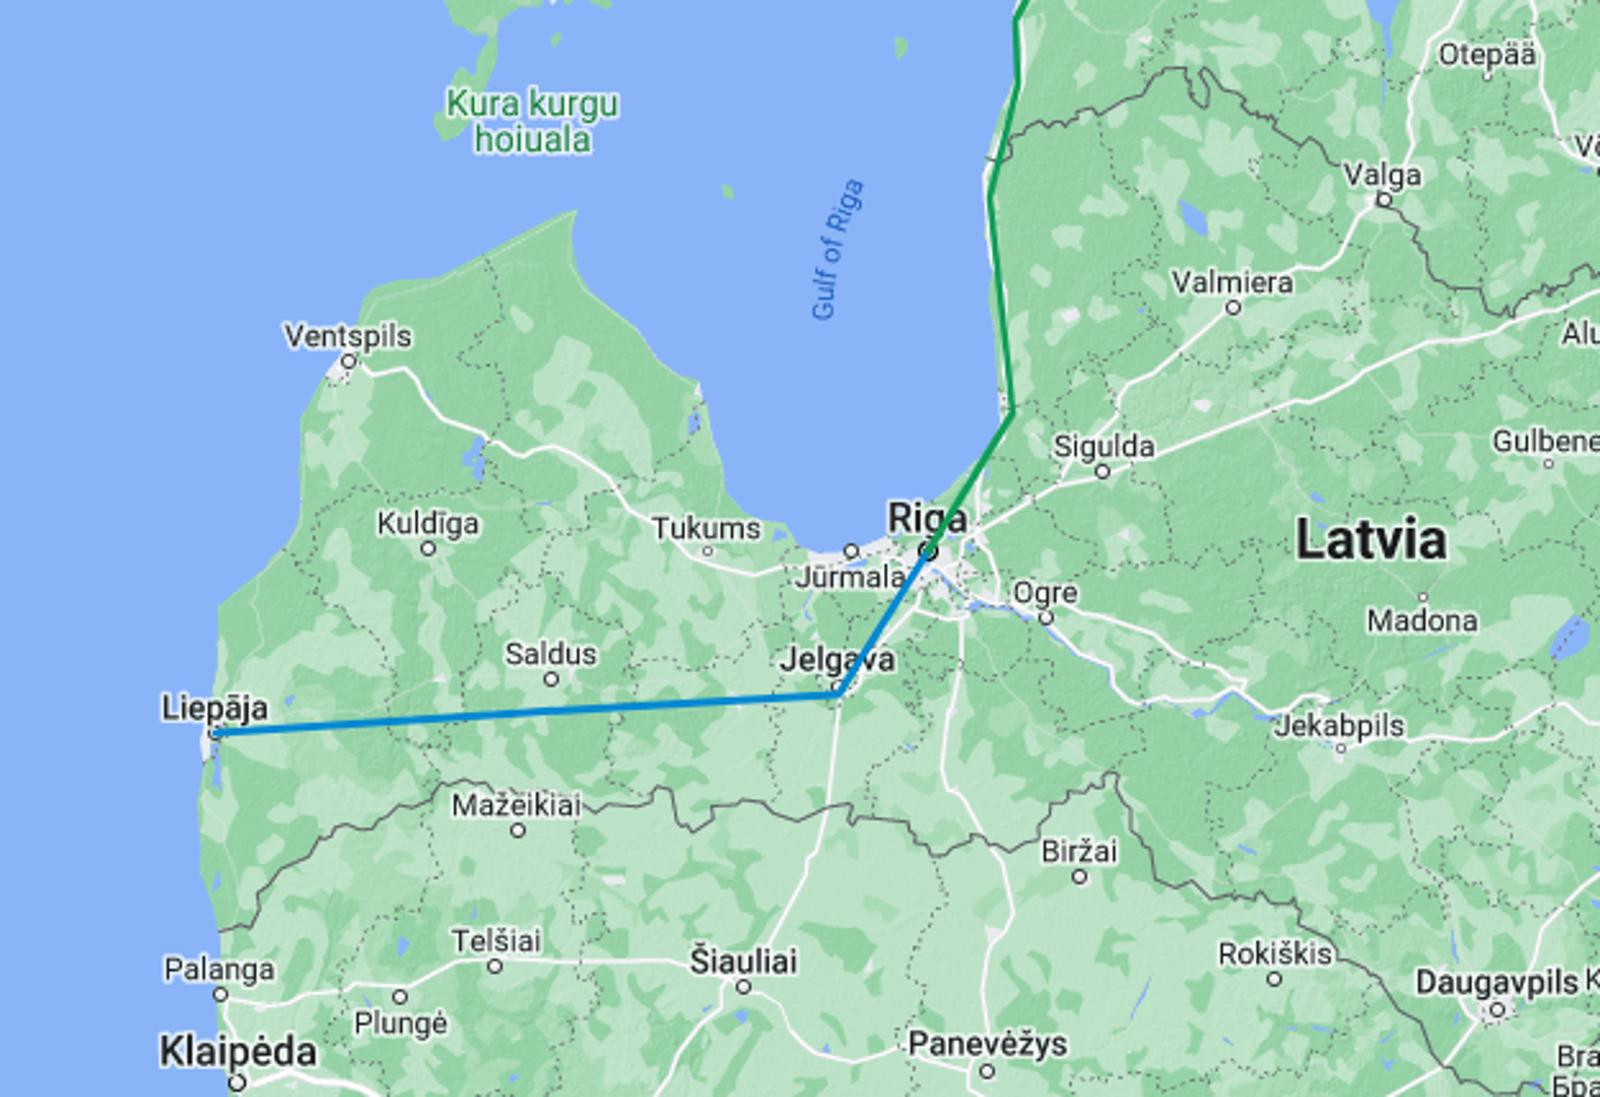 Otepää
Kura kurgu
hoiuala
Valga
Gulf of Riga
Valmiera
Ventspils
Sigulda
Gulbene
Riga
Kuldīga
Tukums
Latvia
Jūrmala
Ogre
Madona
Saldus
Jelgava
Liepāja
Jekabpils
Mažeikiai
Biržai
Telšiai
Šiauliai
Rokiškis
Palanga
Daugavpils
Plungė
Panevėžys
Klaipėda